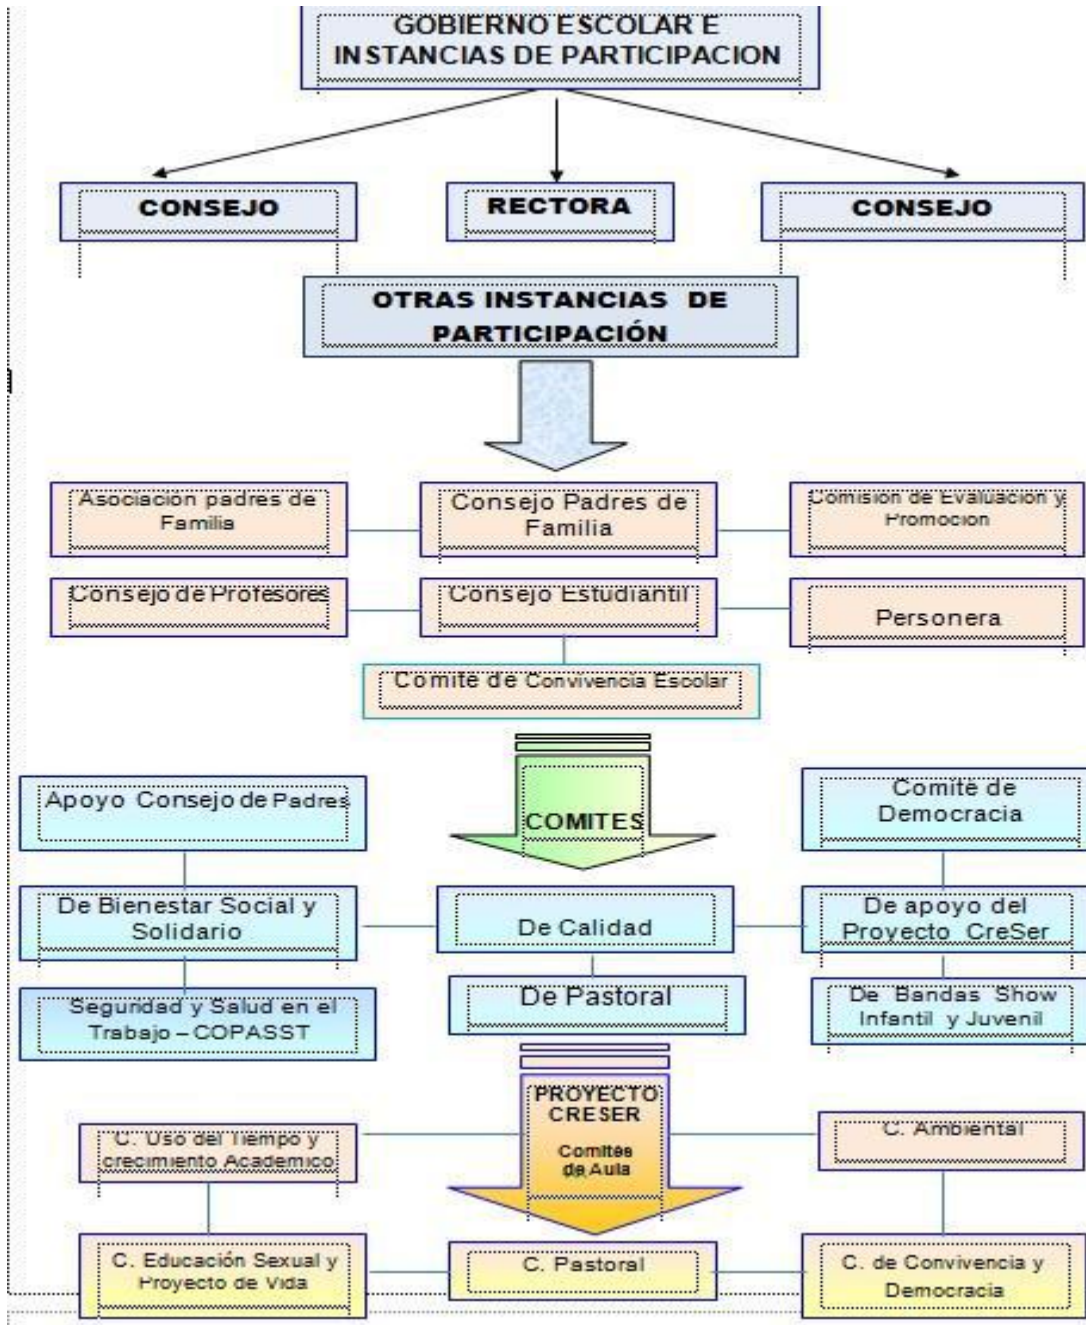 GOBIERNO ESCOLAR E
INSTANCIAS DE PARTICIPACION
CONSEJO
RECTORA
CONSEJO
OTRAS INSTANCIAS DE
PARTICIPACIÓN
Asociación padres de
Familia
Consejo Padres de
Familia
Comisión de Evaluación y
Promoción
Consejo de Profesores
Consejo Estudiantil
Personera
Comité de Convivencia Escolar
COMITES
Apoyo Consejo de Padres
Comité de
Democracia
De Bienestar Social y
Solidario
De Calidad
De apoyo del
Proyecto CreSer
Seguridad y Salud en el
Trabajo – COPASST
De Pastoral
De Bandas Show
Infantil y Juvenil
PROYECTO
CRESER
Comités
de Aula
C. Uso del Tiempo y
crecimiento Académico
C. Ambiental
C. Educación Sexual y
Proyecto de Vida
C. Pastoral
C. de Convivencia y
Democracia